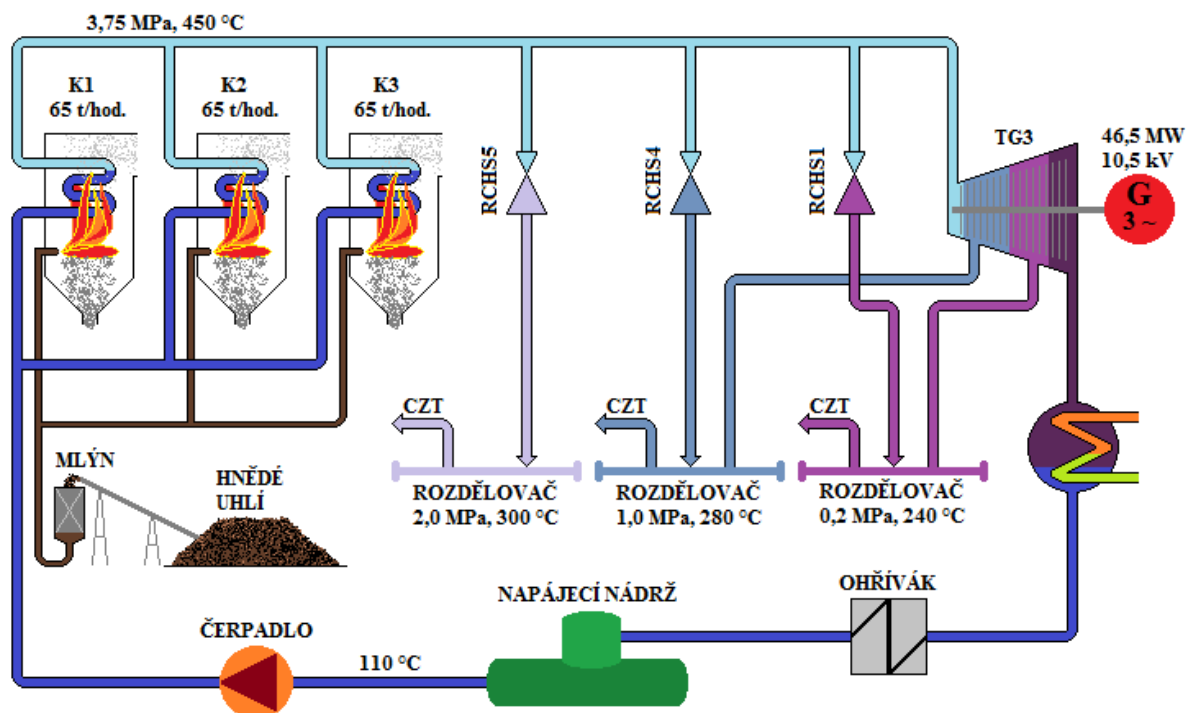 3,75 MPa, 450 °C
K1
65 t/hod.
K2
65 t/hod.
K3
65 t/hod.
RCHS5
RCHS4
RCHS1
TG3
46,5 MW
10,5 kV
G
3 ~
CZT
CZT
CZT
ROZDĚLOVAČ
2,0 MPa, 300 °C
ROZDĚLOVAČ
1,0 MPa, 280 °C
ROZDĚLOVAČ
0,2 MPa, 240 °C
MLÝN
HNĚDÉ
UHLÍ
OHŘÍVÁK
NAPÁJECÍ NÁDRŽ
ČERPADLO
110 °C